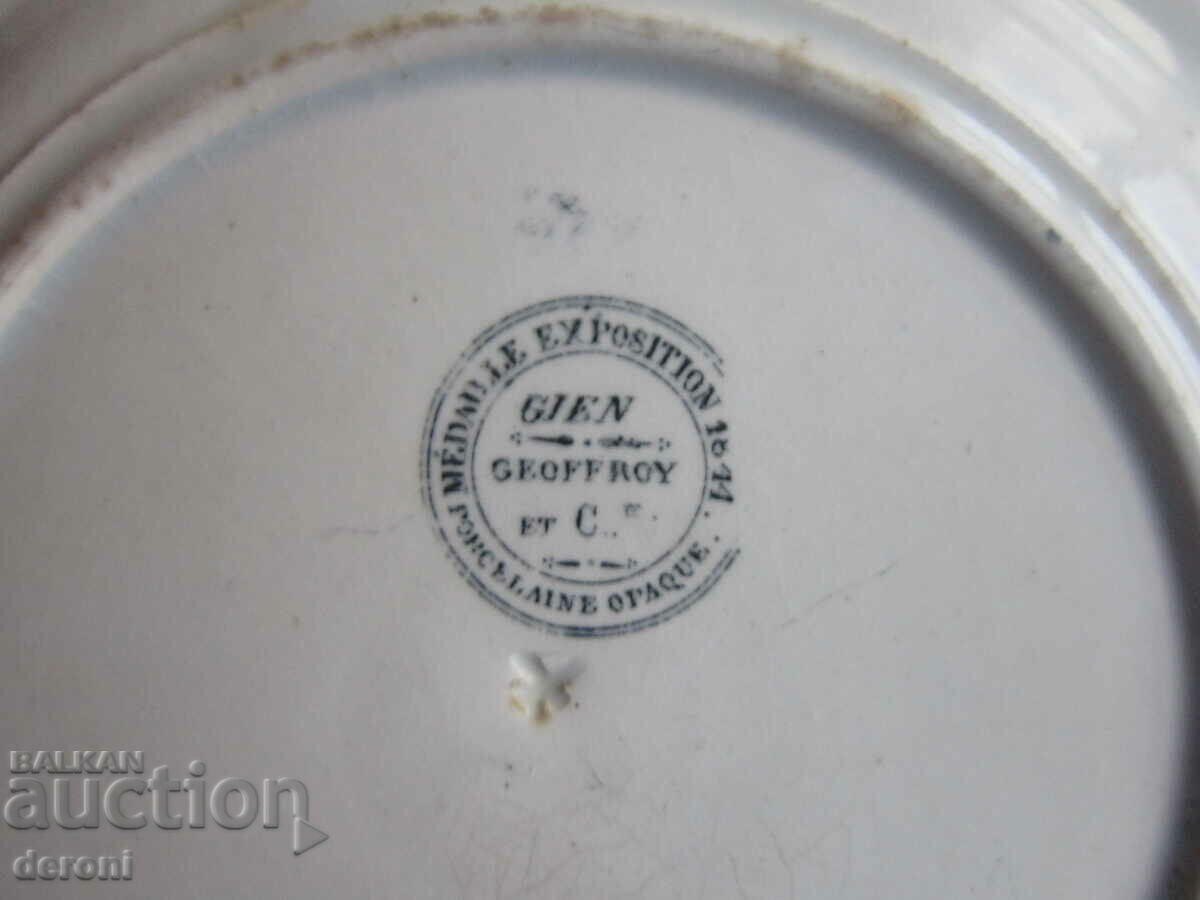 MÉDAILLE EXPOSITION 1844.
GIEN
GEOFFROY
ET C.IE.
PORCELAINE OPAQUE.
BALKAN
auction
deroni